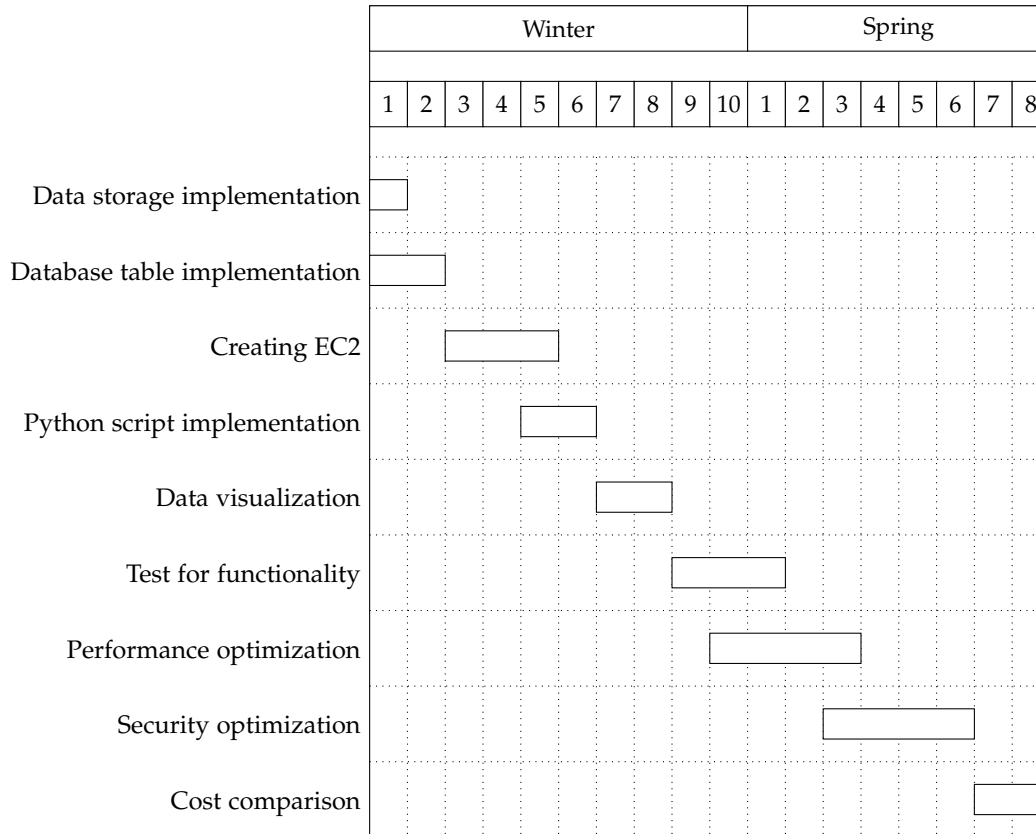 Winter Spring
1 2 3 4 5 6 7 8 9 10 1 2 3 4 5 6 7 8
Data storage implementation
Database table implementation
Creating EC2
Python script implementation
Data visualization
Test for functionality
Performance optimization
Security optimization
Cost comparison